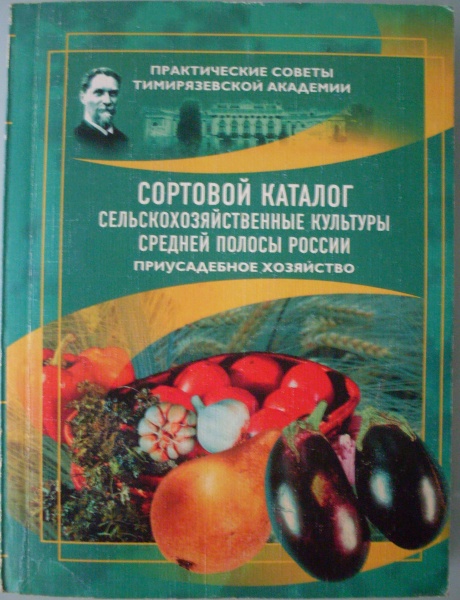 ПРАКТИЧЕСКИЕ СОВЕТЫ
ТИМИРЯЗЕВСКОЙ АКАДЕМИИ
СОРТОВОЙ КАТАЛОГ
СЕЛЬСКОХОЗЯЙСТВЕННЫЕ КУЛЬТУРЫ
СРЕДНЕЙ ПОЛОСЫ РОССИИ
ПРИУСАДЕБНОЕ ХОЗЯЙСТВО